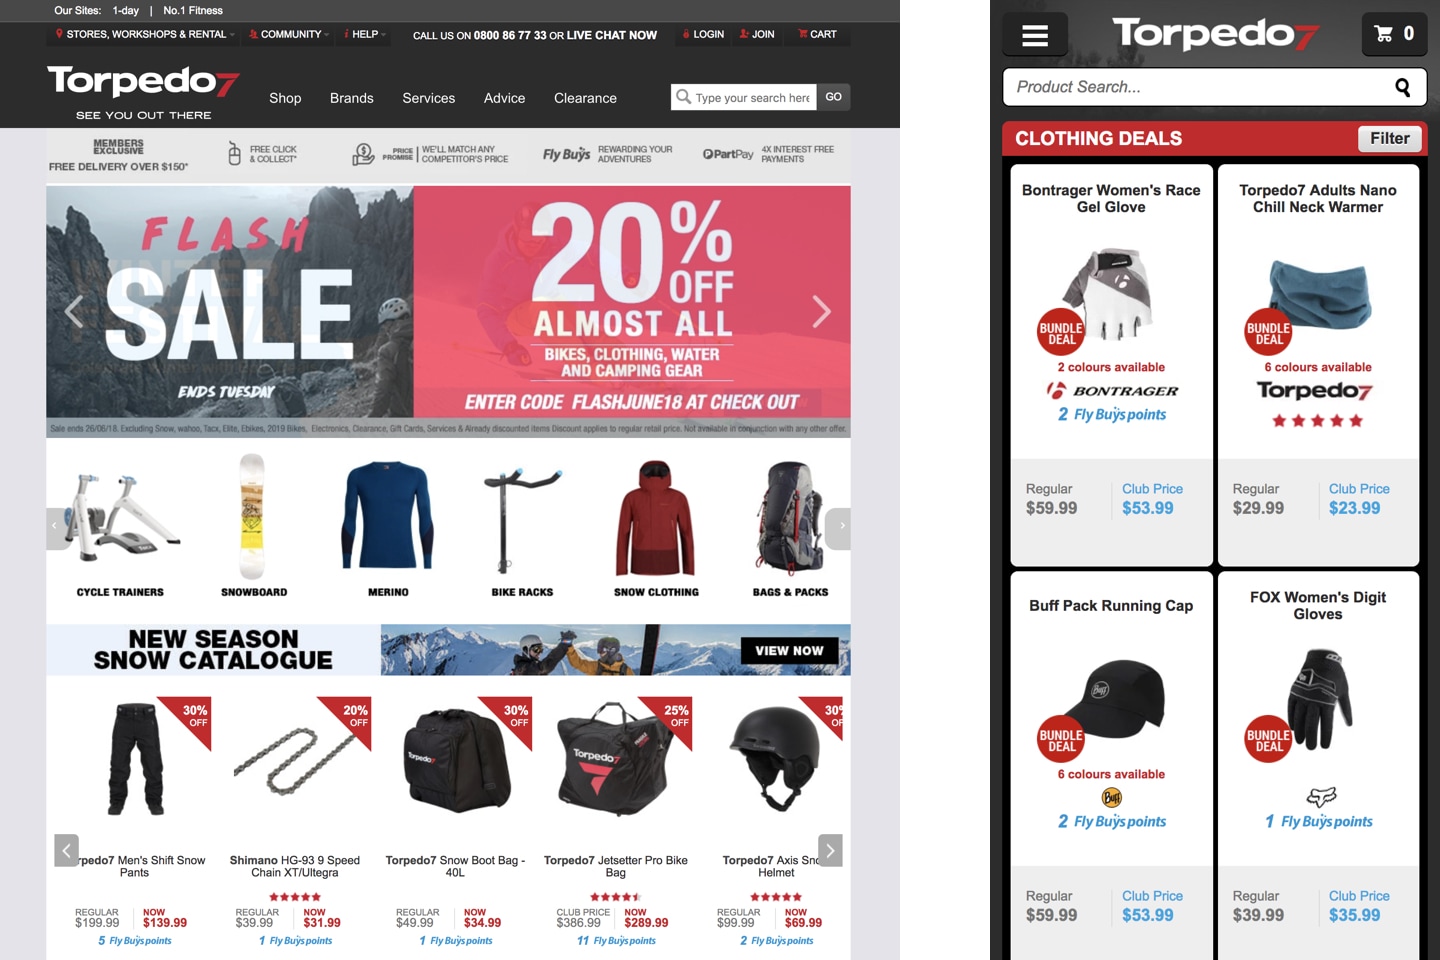 Our Sites: 1-day | No.1 Fitness
STORES, WORKSHOPS & RENTAL
COMMUNITY
HELP
CALL US ON 0800 86 77 33 OR LIVE CHAT NOW
LOGIN
JOIN
CART
Torpedo7
SEE YOU OUT THERE
Shop
Brands
Services
Advice
Clearance
Type your search here
GO
MEMBERS
EXCLUSIVE
FREE DELIVERY OVER $150*
FREE CLICK
& COLLECT*
PRICE
PROMISE
WE'LL MATCH ANY
COMPETITOR'S PRICE
Fly Buys
REWARDING YOUR
ADVENTURES
PartPay
4X INTEREST FREE
PAYMENTS
FLASH
SALE
ENDS TUESDAY
20%
OFF
ALMOST ALL
BIKES, CLOTHING, WATER
AND CAMPING GEAR
ENTER CODE FLASHJUNE18 AT CHECK OUT
Sale ends 26/06/18. Excluding Snow, wahoo, Tacx, Elite, Ebikes, 2019 Bikes, Electronics, Clearance, Gift Cards, Services & Already discounted items Discount applies to regular retail price. Not available in conjunction with any other offer.
CYCLE TRAINERS
SNOWBOARD
MERINO
BIKE RACKS
SNOW CLOTHING
BAGS & PACKS
NEW SEASON
SNOW CATALOGUE
VIEW NOW
30%
OFF
20%
OFF
30%
OFF
25%
OFF
30%
OFF
Torpedo7
Torpedo7
rpedo7 Men's Shift Snow
Pants
REGULAR
$199.99
NOW
$139.99
5 Fly Buys points
Shimano HG-93 9 Speed
Chain XT/Ultegra
REGULAR
$39.99
NOW
$31.99
1 Fly Buys points
Torpedo7 Snow Boot Bag -
40L
REGULAR
$49.99
NOW
$34.99
1 Fly Buys points
Torpedo7 Jetsetter Pro Bike
Bag
CLUB PRICE
$386.99
NOW
$289.99
11 Fly Buys points
Torpedo7 Axis Sno
Helmet
REGULAR
$99.99
NOW
$69.99
2 Fly Buys points
Torpedo7
0
Product Search...
CLOTHING DEALS
Filter
Bontrager Women's Race
Gel Glove
BUNDLE
DEAL
2 colours available
BONTRAGER
2 Fly Buys points
Regular
$59.99
Club Price
$53.99
Torpedo7 Adults Nano
Chill Neck Warmer
BUNDLE
DEAL
6 colours available
Torpedo7
Regular
$29.99
Club Price
$23.99
Buff Pack Running Cap
Buff
BUNDLE
DEAL
6 colours available
Buff
2 Fly Buys points
Regular
$59.99
Club Price
$53.99
FOX Women's Digit
Gloves
BUNDLE
DEAL
1 Fly Buys points
Regular
$39.99
Club Price
$35.99